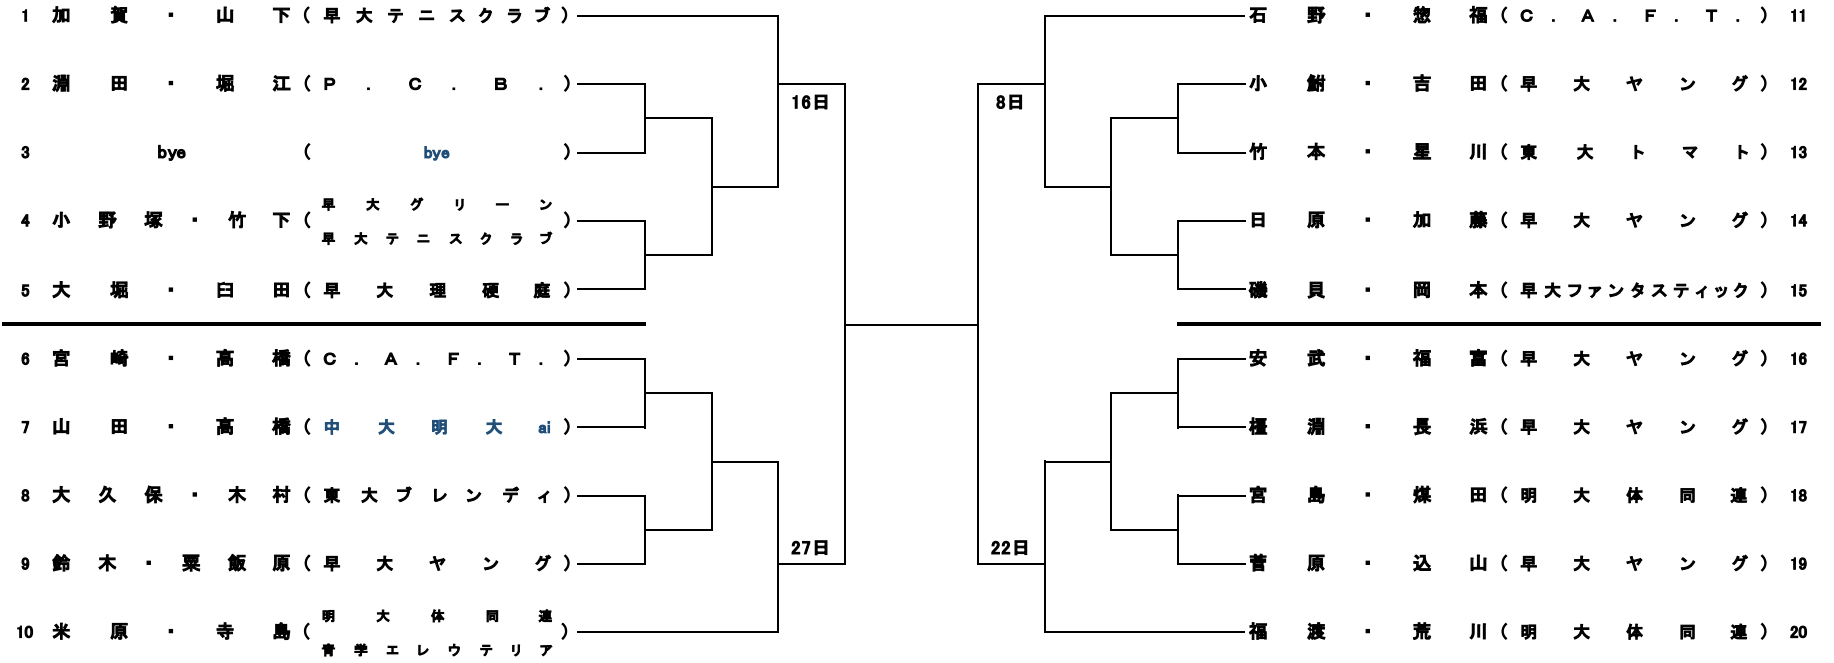 1 加賀・山下(早大テニスクラブ)
2 淵田・堀江(P.C.B.)
3 bye (bye)
4 小野塚・竹下(早大グリーン
早大テニスクラブ)
5 大堀・臼田(早大理硬庭)
6 宮崎・高橋(C.A.F.T.)
7 山田・高橋(中大明大ai)
8 大久保・木村(東大ブレンディ)
9 鈴木・粟飯原(早大ヤング)
10 米原・寺島(明大体同連
青学エレウテリア)
16日
27日
8日
22日
石野・惣福(C.A.F.T.) 11
小鮒・吉田(早大ヤング) 12
竹本・星川(東大トマト) 13
日原・加藤(早大ヤング) 14
磯貝・岡本(早大ファンタスティック) 15
安武・福富(早大ヤング) 16
橿淵・長浜(早大ヤング) 17
宮島・煤田(明大体同連) 18
菅原・込山(早大ヤング) 19
福渡・荒川(明大体同連) 20